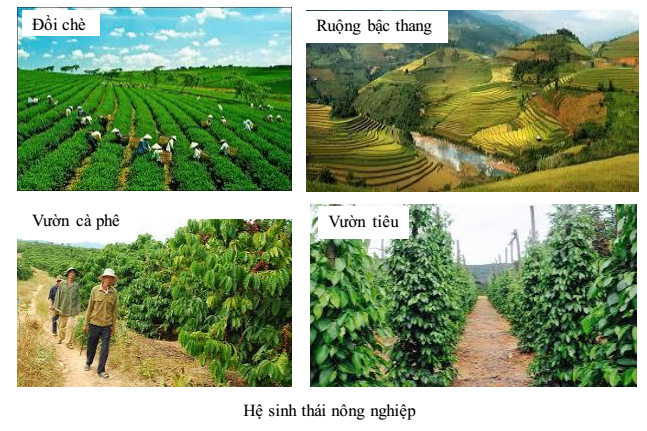 Đồi chè
Ruộng bậc thang
Vườn cà phê
Vườn tiêu
Hệ sinh thái nông nghiệp